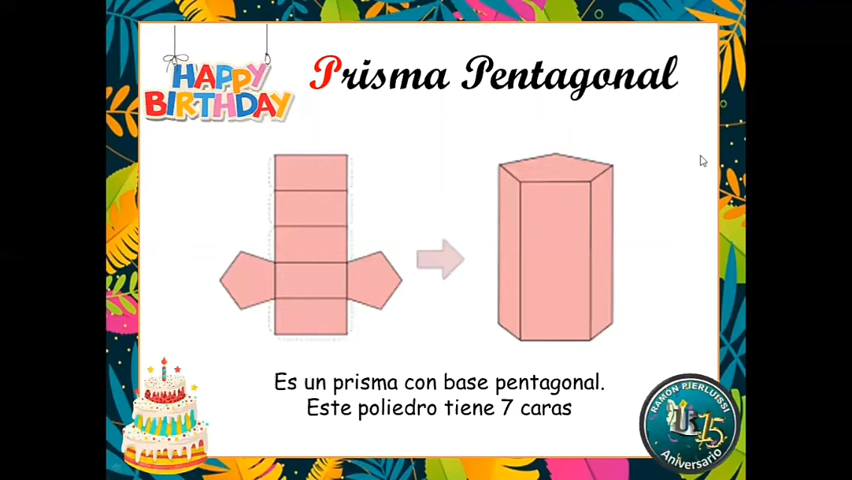 HAPPY
BIRTHDAY
Prisma Pentagonal
Es un prisma con base pentagonal.
Este poliedro tiene 7 caras
RAMON PIERLUISSI
15
Aniversario